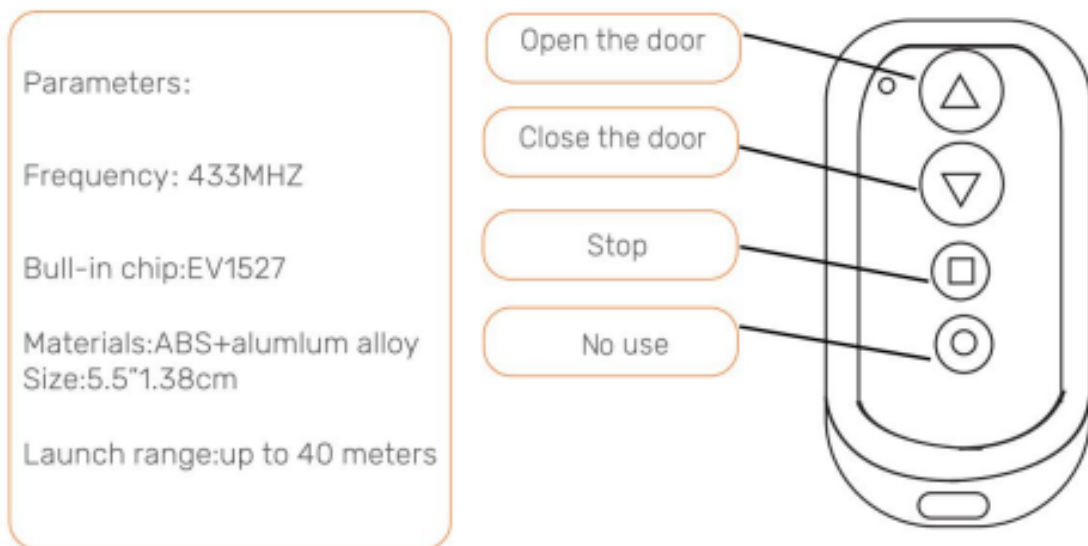 Parameters:
Frequency: 433MHZ
Bull-in chip:EV1527
Materials:ABS+alumlum alloy
Size:5.5"1.38cm
Launch range:up to 40 meters
Open the door
Close the door
Stop
No use